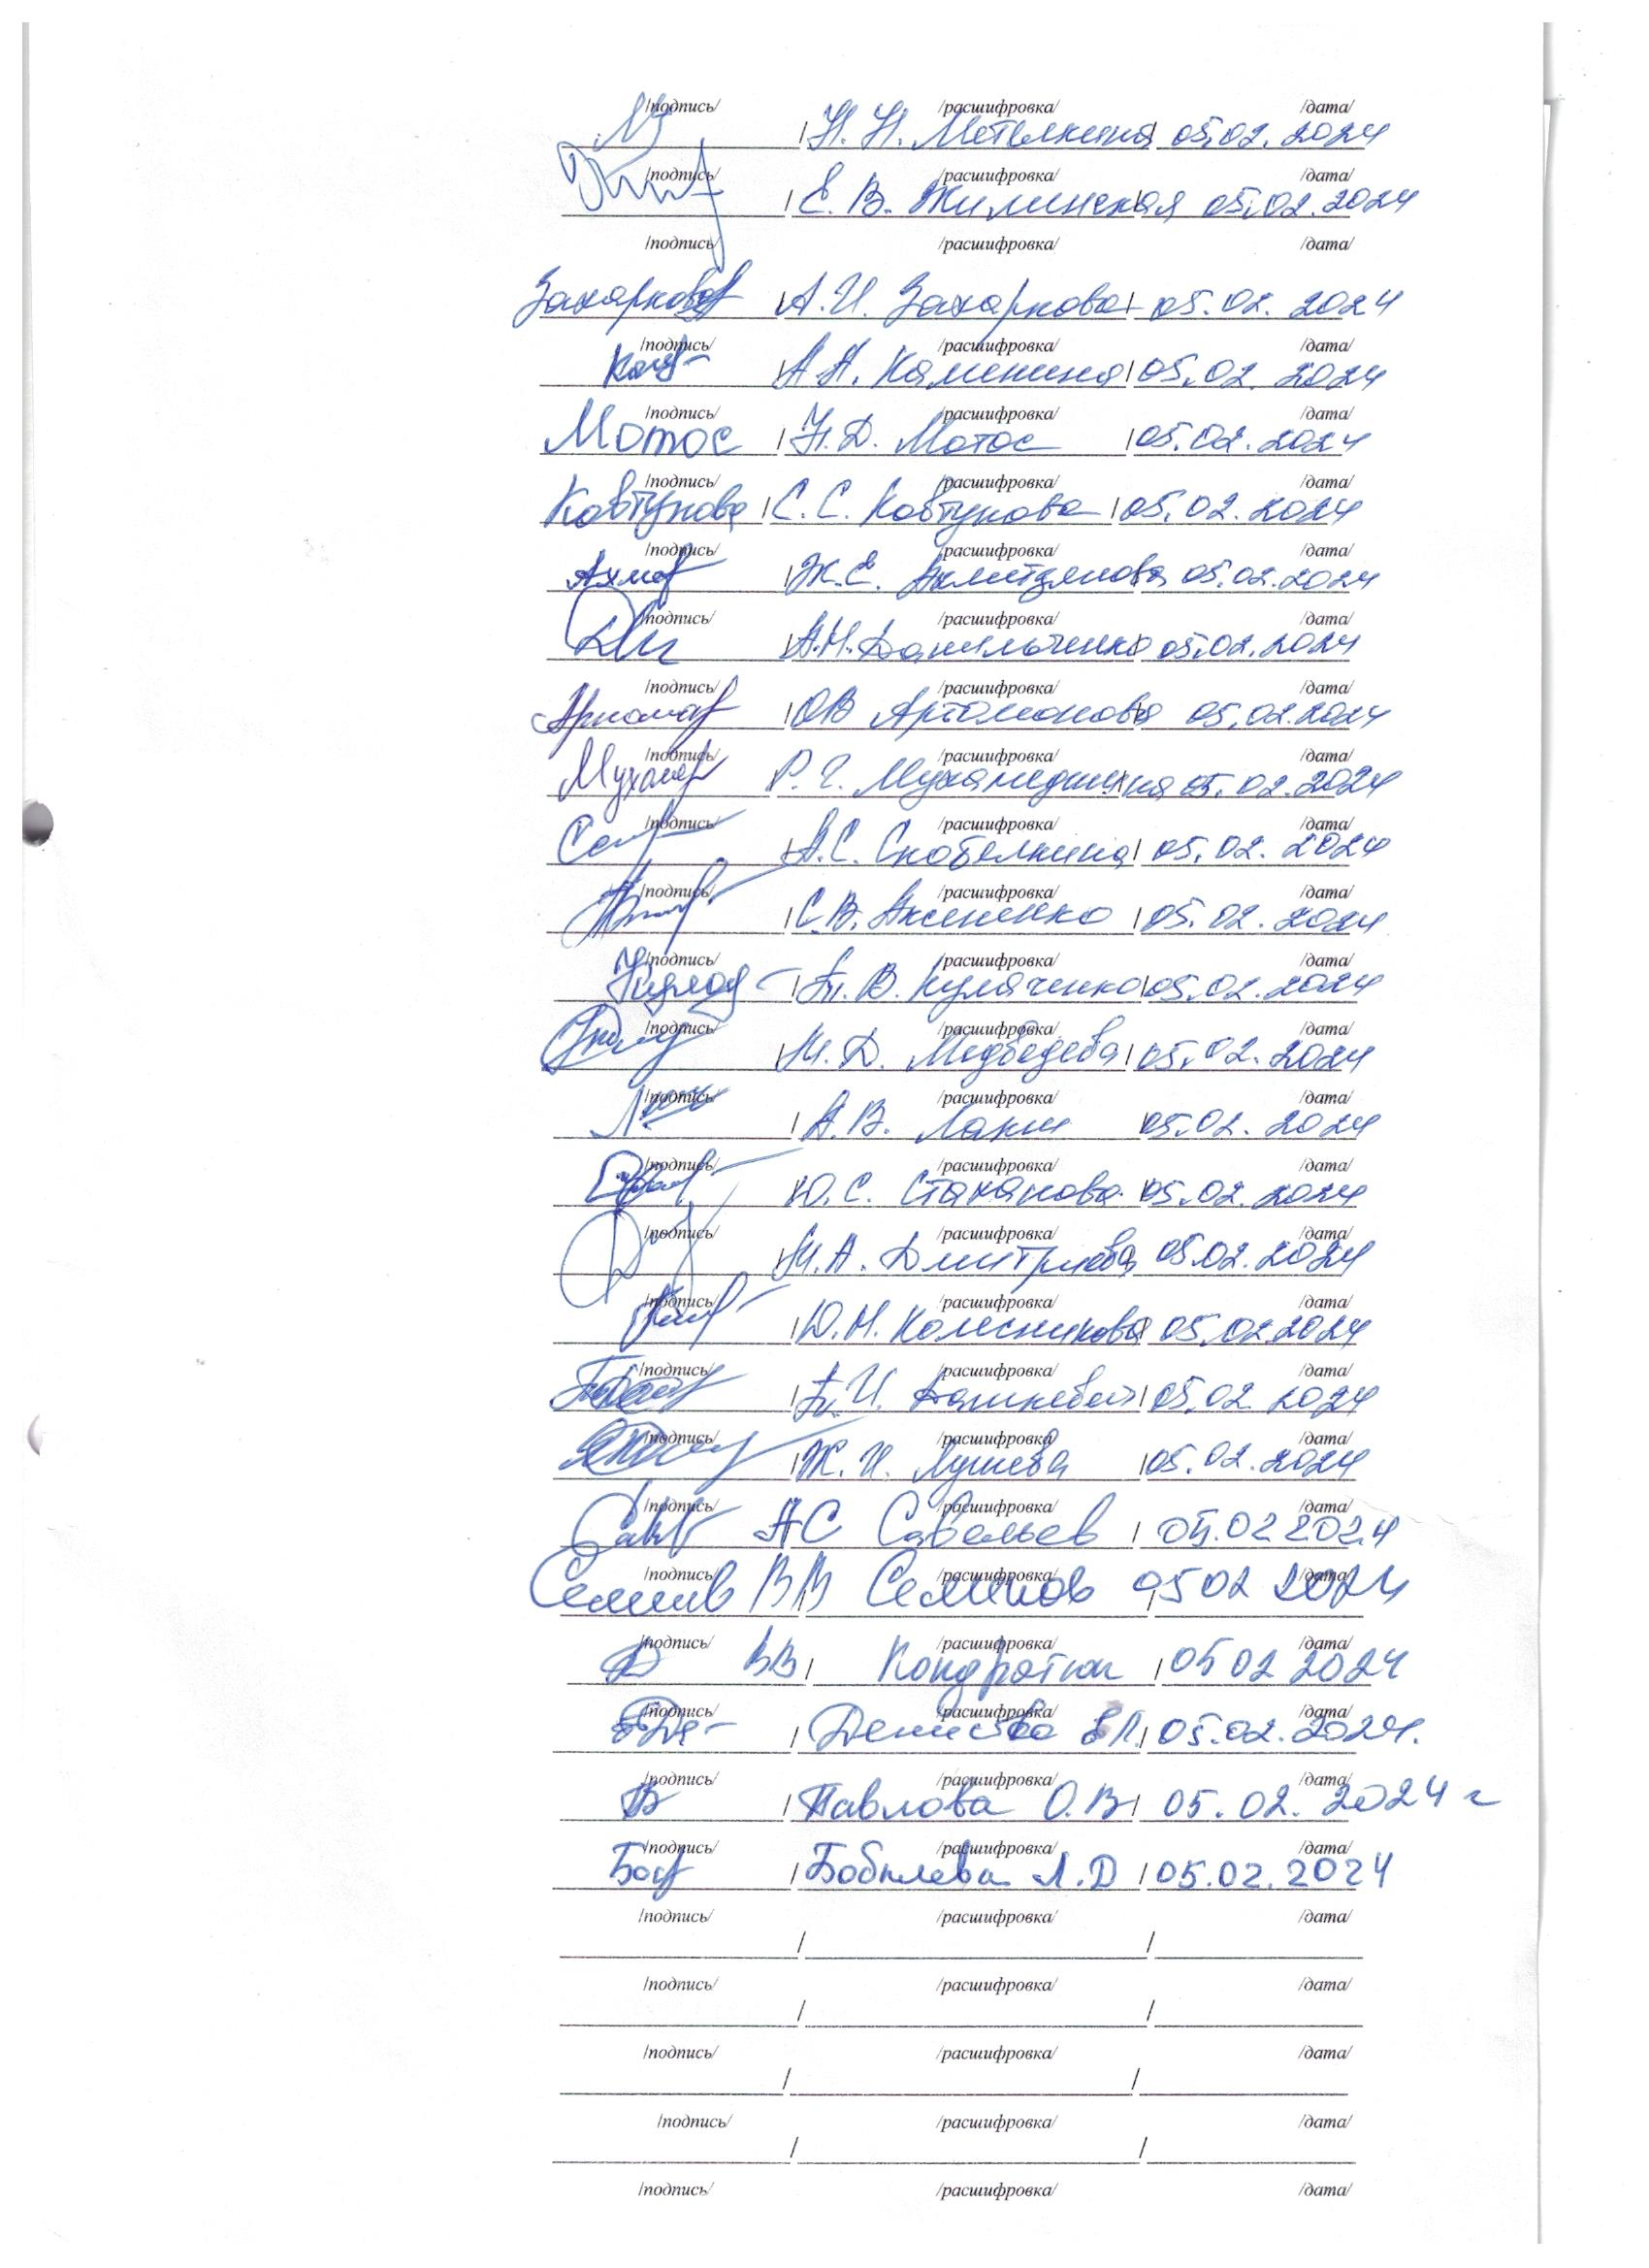 /подпись/ /расшифровка/ /дата/
/ Н. Н. Метелкина 05.02.2024
/подпись/ /расшифровка/ /дата/
/ Е. В. Жилинская 05.02.2024
/подпись/ /расшифровка/ /дата/
Захаркова / А.И. Захаркова / 05.02.2024
/подпись/ /расшифровка/ /дата/
/ А.Н. Каменина / 05.02.2024
/подпись/ /расшифровка/ /дата/
Мотос / Н.Д. Мотос / 05.02.2024
/подпись/ /расшифровка/ /дата/
Ковтунова / С.С. Ковтунова / 05.02.2024
/подпись/ /расшифровка/ /дата/
/ Ж.Е. 05.02.2024
/подпись/ /расшифровка/ /дата/
/ А.Н. Данильченко 05.02.2024
/подпись/ /расшифровка/ /дата/
/ ОВ Артомонова 05.02.2024
/подпись/ /расшифровка/ /дата/
Р. Г. Мухамедшина 05.02.2024
/подпись/ /расшифровка/ /дата/
/ А.С. Скобелкина / 05.02.2024
/подпись/ /расшифровка/ /дата/
/ С.В. Аксененко / 05.02.2024
/подпись/ /расшифровка/ /дата/
/ В. Куляченко / 05.02.2024
/подпись/ /расшифровка/ /дата/
/ М.Д. Медведева / 05.02.2024
/подпись/ /расшифровка/ /дата/
/ А.В. 05.02.2024
/подпись/ /расшифровка/ /дата/
Ю.С. Стаханова 05.02.2024
/подпись/ /расшифровка/ /дата/
М.А. Дмитриева 05.02.2024
/подпись/ /расшифровка/ /дата/
/ Ю.Н. Колесникова 05.02.2024
/подпись/ /расшифровка/ /дата/
/ И. / 05.02.2024
/подпись/ /расшифровка/ /дата/
/ Ж.И. Лушева / 05.02.2024
/подпись/ /расшифровка/ /дата/
АС Савельев / 05.02 2024
/подпись/ /расшифровка/ /дата/
ВВ Семинов 05 02 2024
/подпись/ /расшифровка/ /дата/
ВВ / Кондратюк / 05 02 2024
/подпись/ /расшифровка/ /дата/
/ Денисова / 05.02.2024.
/подпись/ /расшифровка/ /дата/
/ Павлова О.В / 05.02.2024 г
/подпись/ /расшифровка/ /дата/
/ Бобылева Л.Д / 05.02.2024
/подпись/ /расшифровка/ /дата/
/ /
/подпись/ /расшифровка/ /дата/
/ /
/подпись/ /расшифровка/ /дата/
/ /
/подпись/ /расшифровка/ /дата/
/ /
/подпись/ /расшифровка/ /дата/